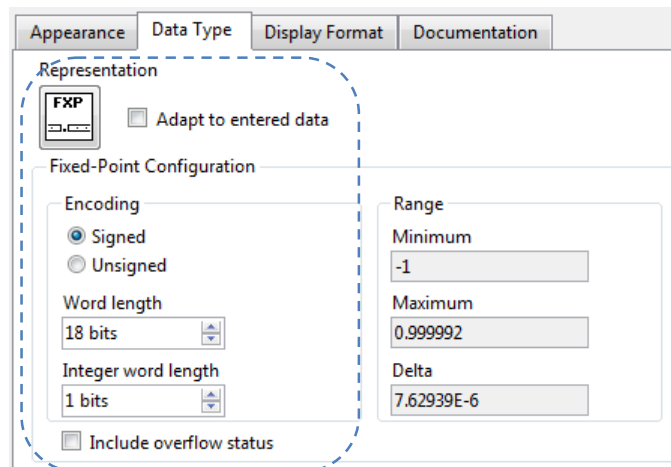 Appearance Data Type Display Format Documentation
Representation
FXP
Adapt to entered data
Fixed-Point Configuration
Encoding
Signed
Unsigned
Word length
18 bits
Integer word length
1 bits
Include overflow status
Range
Minimum
-1
Maximum
0.999992
Delta
7.62939E-6